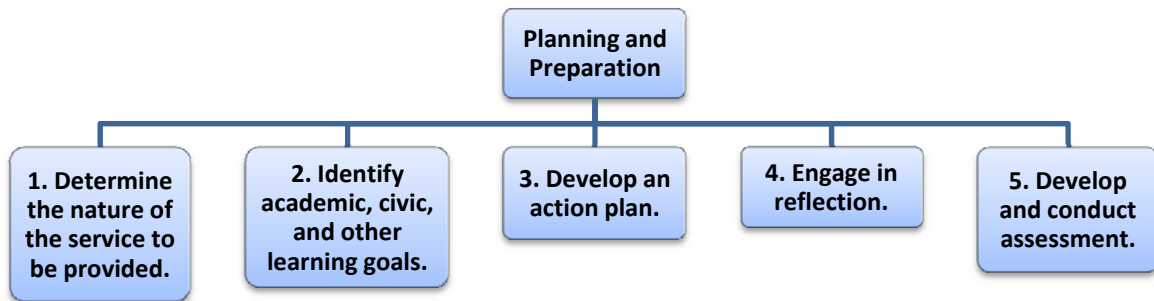 Planning and
Preparation
1. Determine
the nature of
the service to
be provided.
2. Identify
academic, civic,
and other
learning goals.
3. Develop an
action plan.
4. Engage in
reflection.
5. Develop
and conduct
assessment.